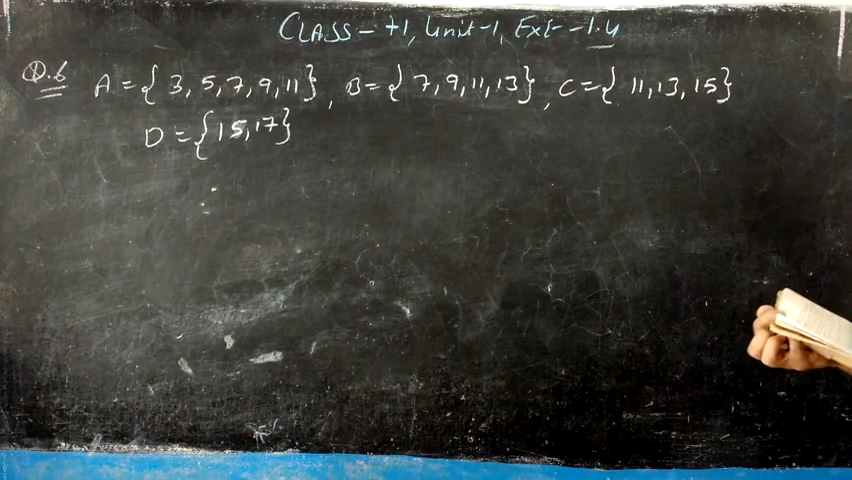 CLASS - +1, Unit-1, Ex:- -1.4
Q.6 A = { 3, 5, 7, 9, 11 } , B = { 7, 9, 11, 13 } , C = { 11, 13, 15 }
D = { 15, 17 }